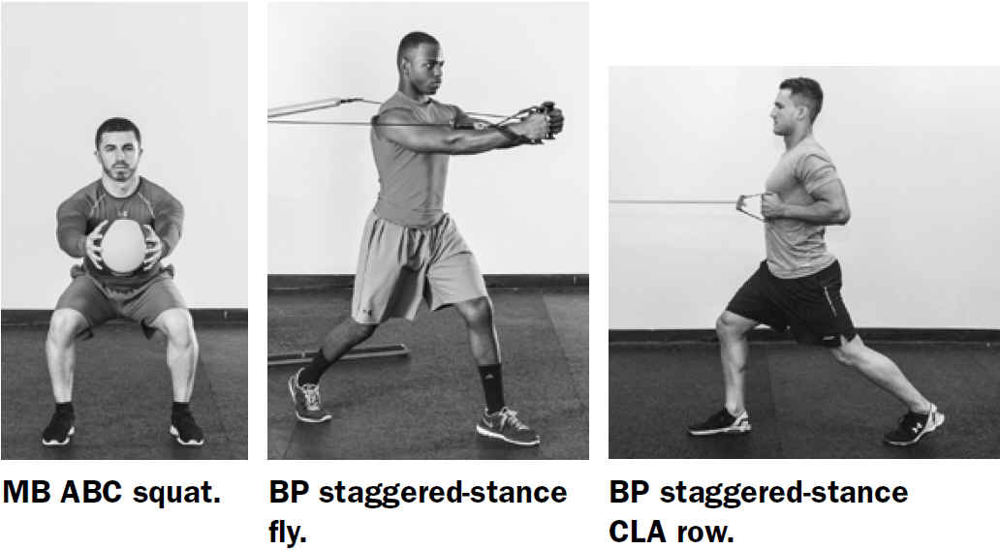 MB ABC squat.
BP staggered-stance
fly.
BP staggered-stance
CLA row.